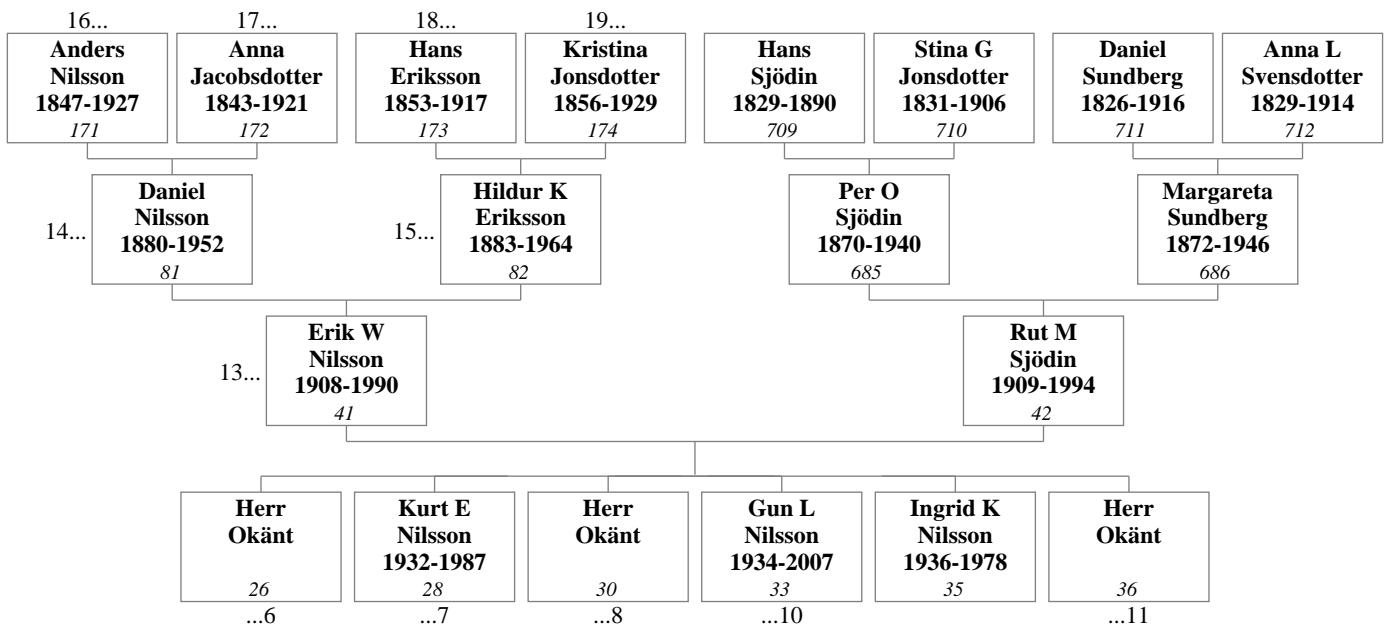 16...
17...
18...
19...
Anders
Nilsson
1847-1927
171
Anna
Jacobsdotter
1843-1921
172
Hans
Eriksson
1853-1917
173
Kristina
Jonsdotter
1856-1929
174
Hans
Sjödin
1829-1890
709
Stina G
Jonsdotter
1831-1906
710
Daniel
Sundberg
1826-1916
711
Anna L
Svensdotter
1829-1914
712
14...
Daniel
Nilsson
1880-1952
81
15...
Hildur K
Eriksson
1883-1964
82
Per O
Sjödin
1870-1940
685
Margareta
Sundberg
1872-1946
686
13...
Erik W
Nilsson
1908-1990
41
Rut M
Sjödin
1909-1994
42
Herr
Okänt
26
Kurt E
Nilsson
1932-1987
28
Herr
Okänt
30
Gun L
Nilsson
1934-2007
33
Ingrid K
Nilsson
1936-1978
35
Herr
Okänt
36
...6
...7
...8
...10
...11